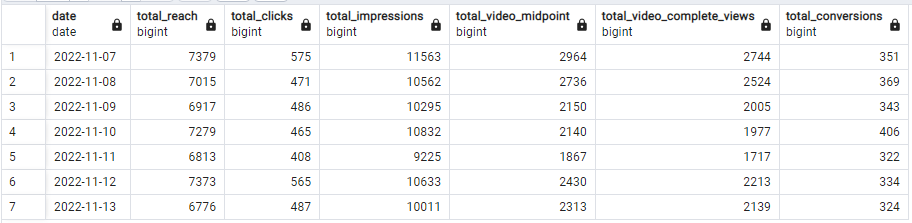 date total_reach total_clicks total_impressions total_video_midpoint total_video_complete_views total_conversions
date bigint bigint bigint bigint bigint bigint
1 2022-11-07 7379 575 11563 2964 2744 351
2 2022-11-08 7015 471 10562 2736 2524 369
3 2022-11-09 6917 486 10295 2150 2005 343
4 2022-11-10 7279 465 10832 2140 1977 406
5 2022-11-11 6813 408 9225 1867 1717 322
6 2022-11-12 7373 565 10633 2430 2213 334
7 2022-11-13 6776 487 10011 2313 2139 324